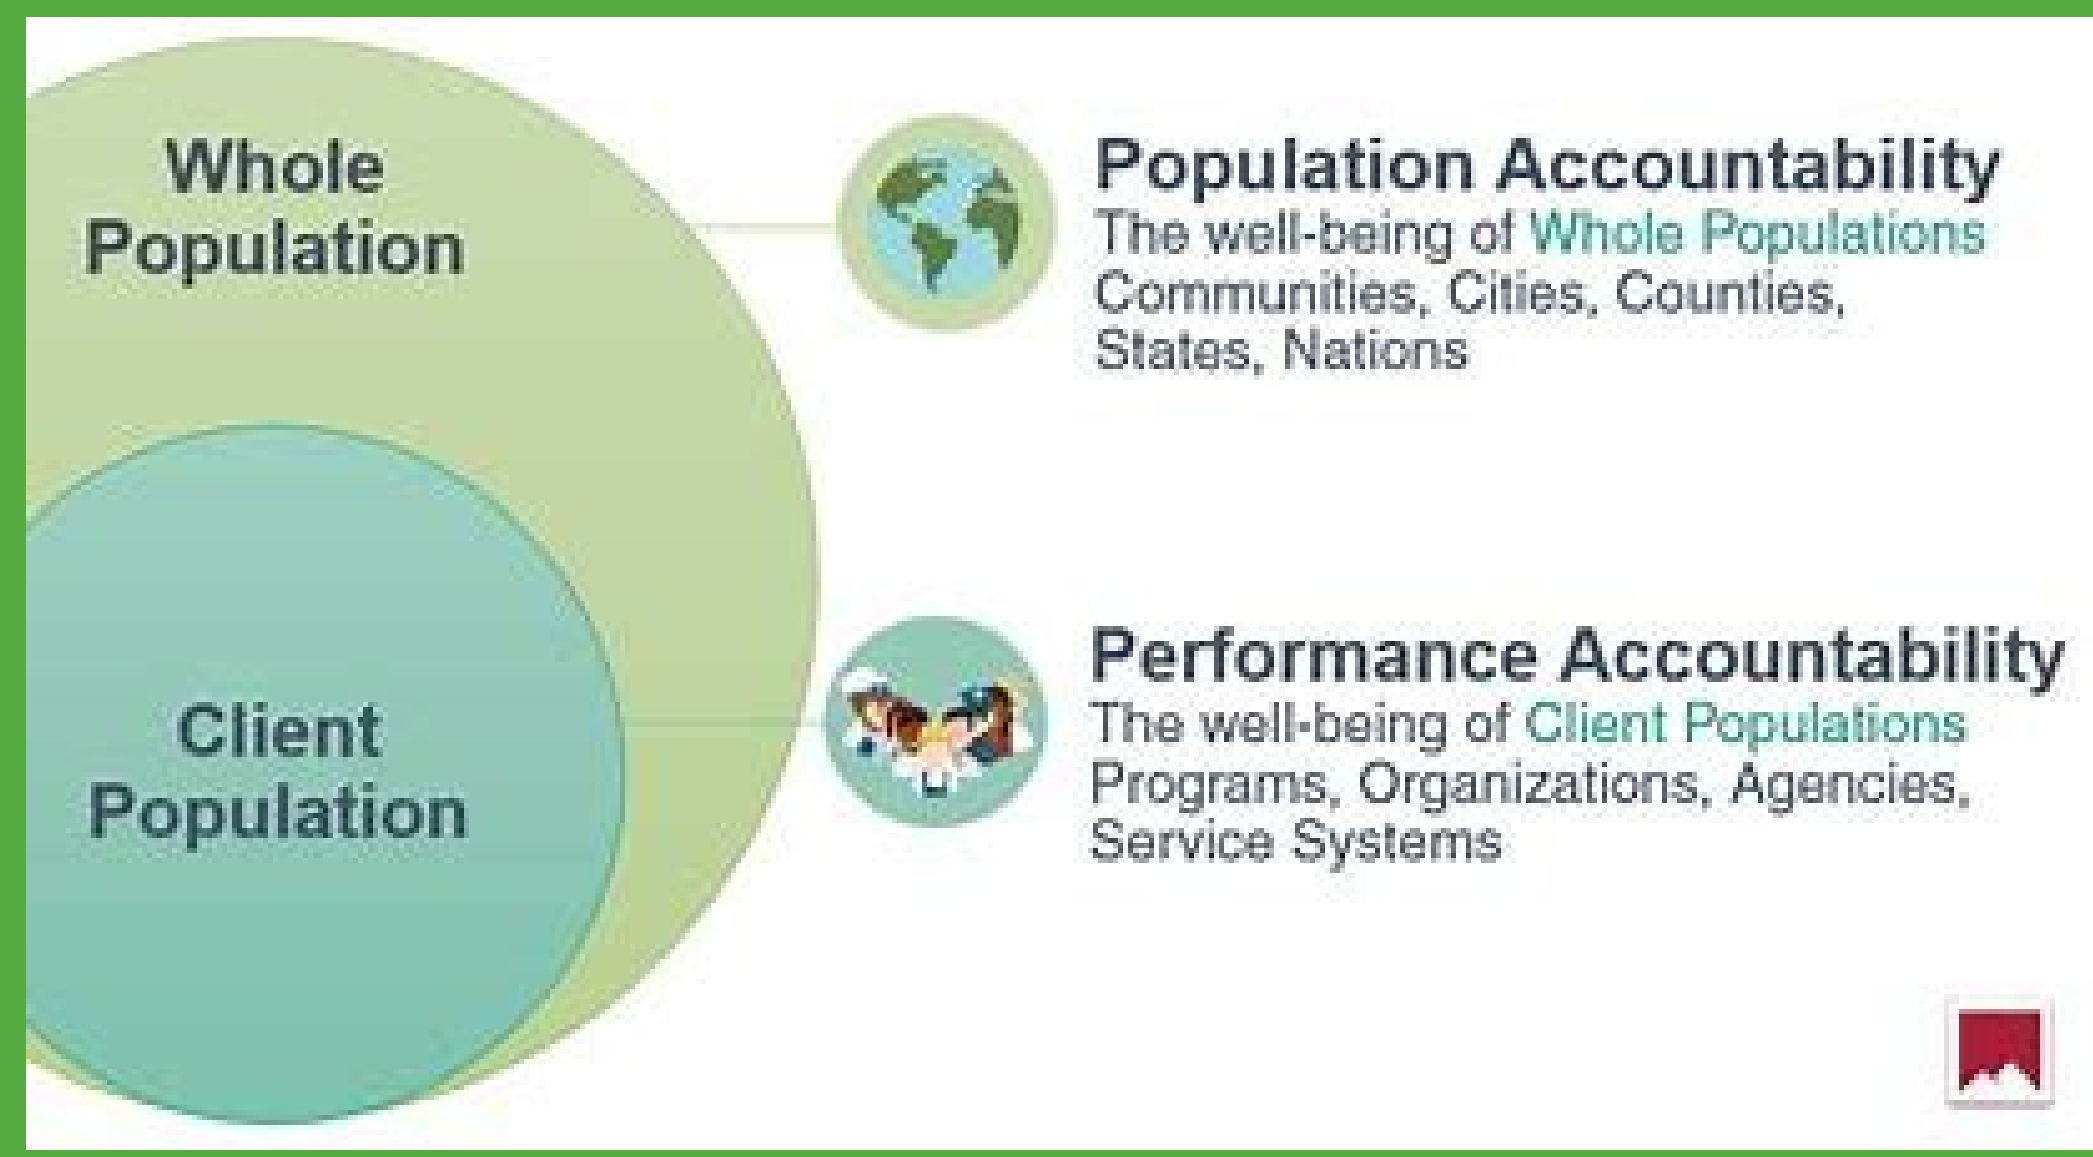 Whole
Population
Client
Population
Population Accountability
The well-being of Whole Populations
Communities, Cities, Counties,
States, Nations
Performance Accountability
The well-being of Client Populations
Programs, Organizations, Agencies,
Service Systems